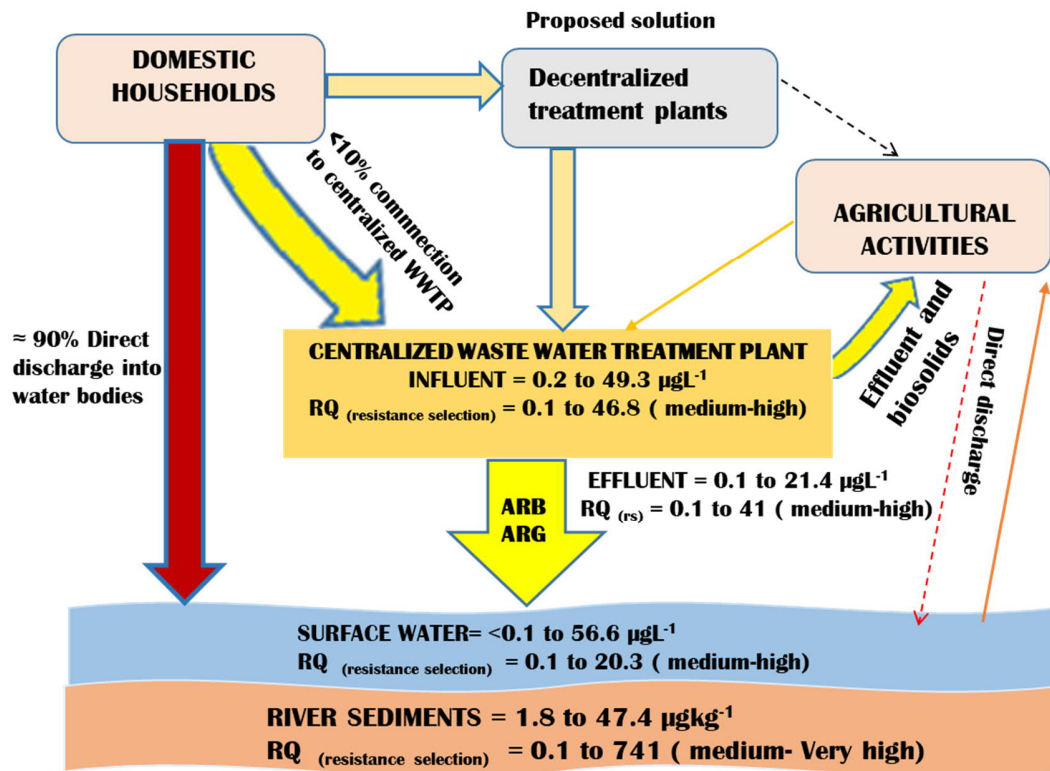 Proposed solution
DOMESTIC
HOUSEHOLDS
Decentralized
treatment plants
<10% comnnection
to centralized WWTP
AGRICULTURAL
ACTIVITIES
≈ 90% Direct
discharge into
water bodies
CENTRALIZED WASTE WATER TREATMENT PLANT
INFLUENT = 0.2 to 49.3 µgL⁻¹
RQ (resistance selection) = 0.1 to 46.8 ( medium-high)
Effluent and
biosolids
Direct discharge
EFFLUENT = 0.1 to 21.4 µgL⁻¹
RQ (rs) = 0.1 to 41 ( medium-high)
ARB
ARG
SURFACE WATER= <0.1 to 56.6 µgL⁻¹
RQ (resistance selection) = 0.1 to 20.3 ( medium-high)
RIVER SEDIMENTS = 1.8 to 47.4 µgkg⁻¹
RQ (resistance selection) = 0.1 to 741 ( medium- Very high)